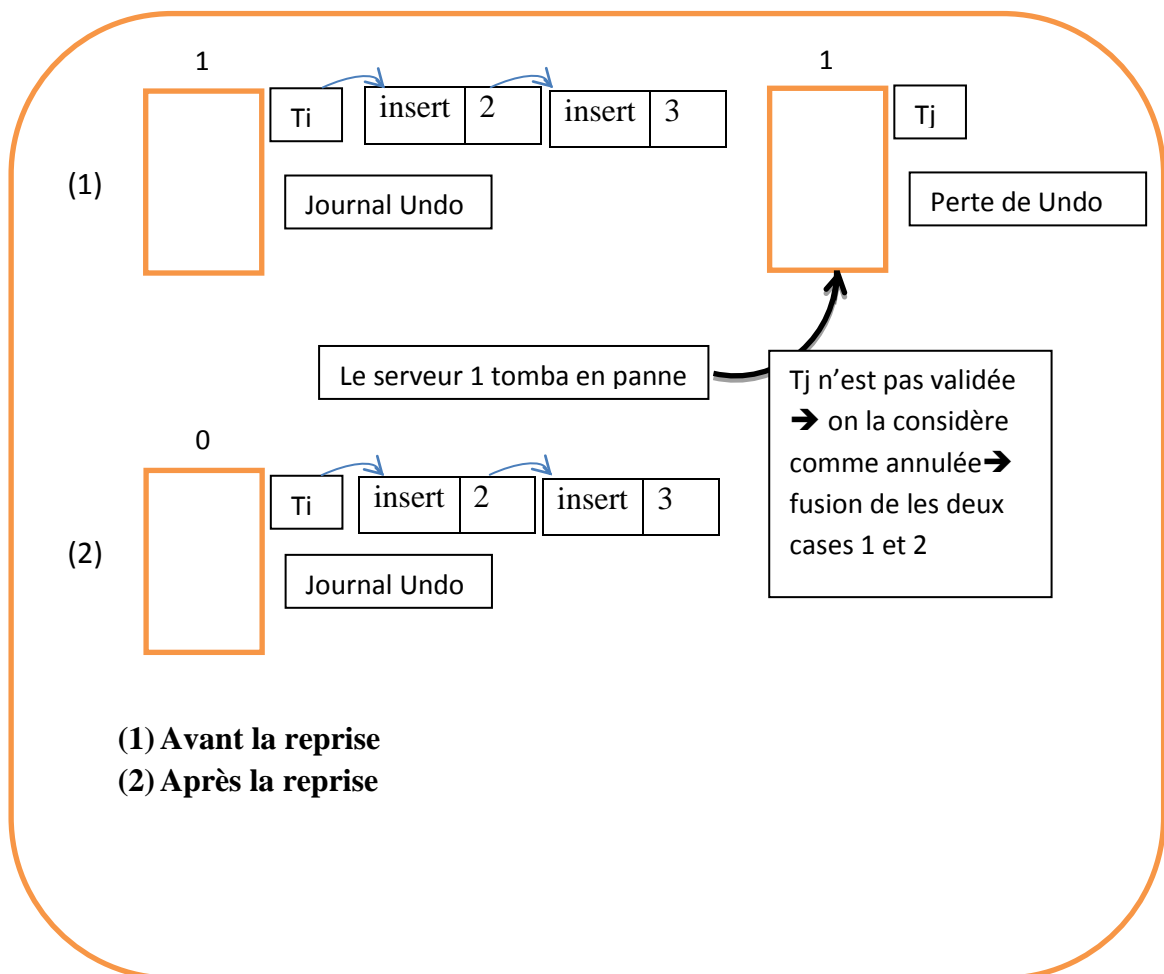 1
1
Ti
insert 2
insert 3
Tj
(1)
Journal Undo
Perte de Undo
Le serveur 1 tomba en panne
Tj n’est pas validée
➔ on la considère
comme annulée➔
fusion de les deux
cases 1 et 2
0
Ti
insert 2
insert 3
(2)
Journal Undo
(1) Avant la reprise
(2) Après la reprise